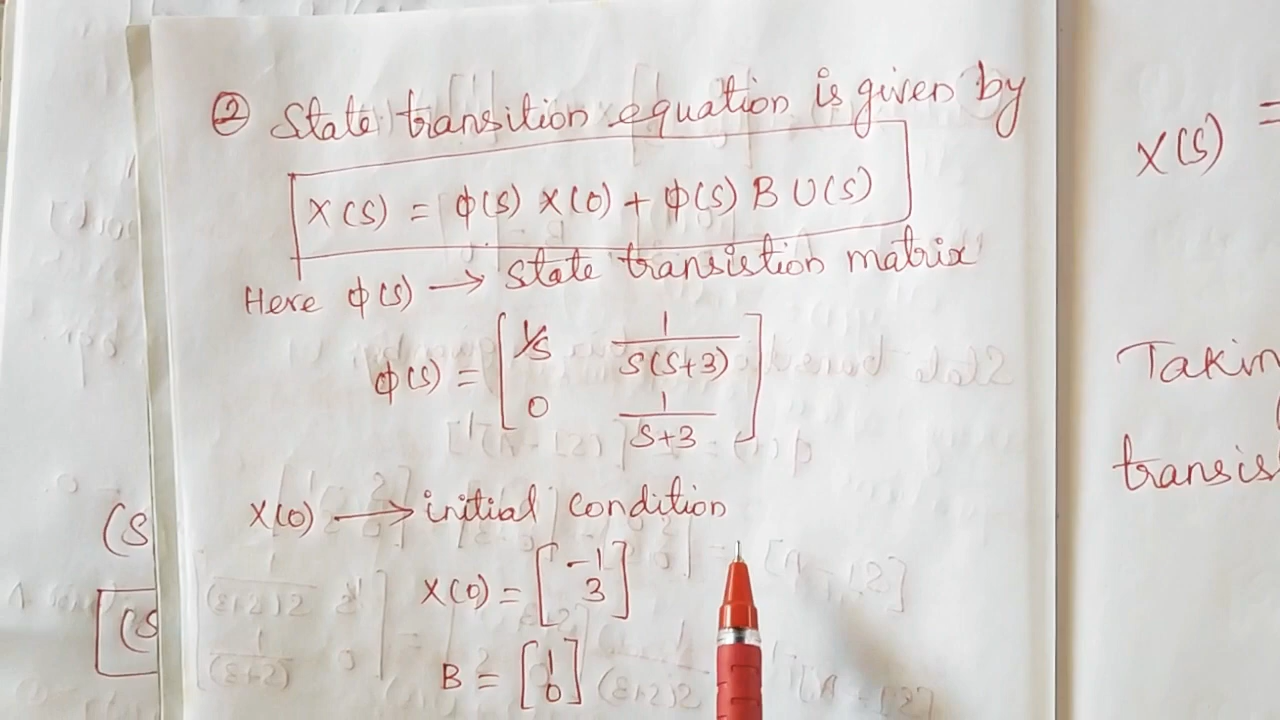 ② State transition equation is given by
X(S) = φ(S) X(0) + φ(S) B U(S)
Here φ(S) → State transistion matrix
φ(S) = [ 1/S 1/S(S+3)
0 1/S+3 ]
X(0) → initial condition
X(0) = [ -1
3 ]
B = [ 1
0 ]
X(S) =
Takin
transis
(S
(S